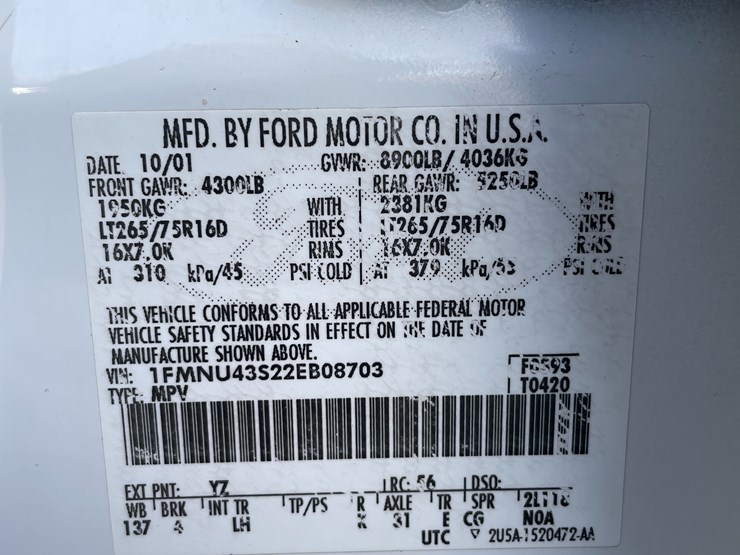 MFD. BY FORD MOTOR CO. IN U.S.A.
DATE 10/01 GVWR: 8900LB/ 4036KG
FRONT GAWR: 4300LB REAR GAWR: 5250LB
1950KG WITH 2381KG WITH
LT265/75R16D TIRES LT265/75R16D TIRES
16X7.0K RIMS 16X7.0K RIMS
AT 310 kPa/45 PSI COLD AT 379 kPa/55 PSI COLD
THIS VEHICLE CONFORMS TO ALL APPLICABLE FEDERAL MOTOR
VEHICLE SAFETY STANDARDS IN EFFECT ON THE DATE OF
MANUFACTURE SHOWN ABOVE.
VIN: 1FMNU43S22EB08703
TYPE: MPV
F0593
T0420
EXT PNT: YZ RC: 56 DSO:
WB BRK INT TR TP/PS R AXLE TR SPR
137 4 LH K 31 E CG NOA
UTC ▽ 2U5A-1520472-AA